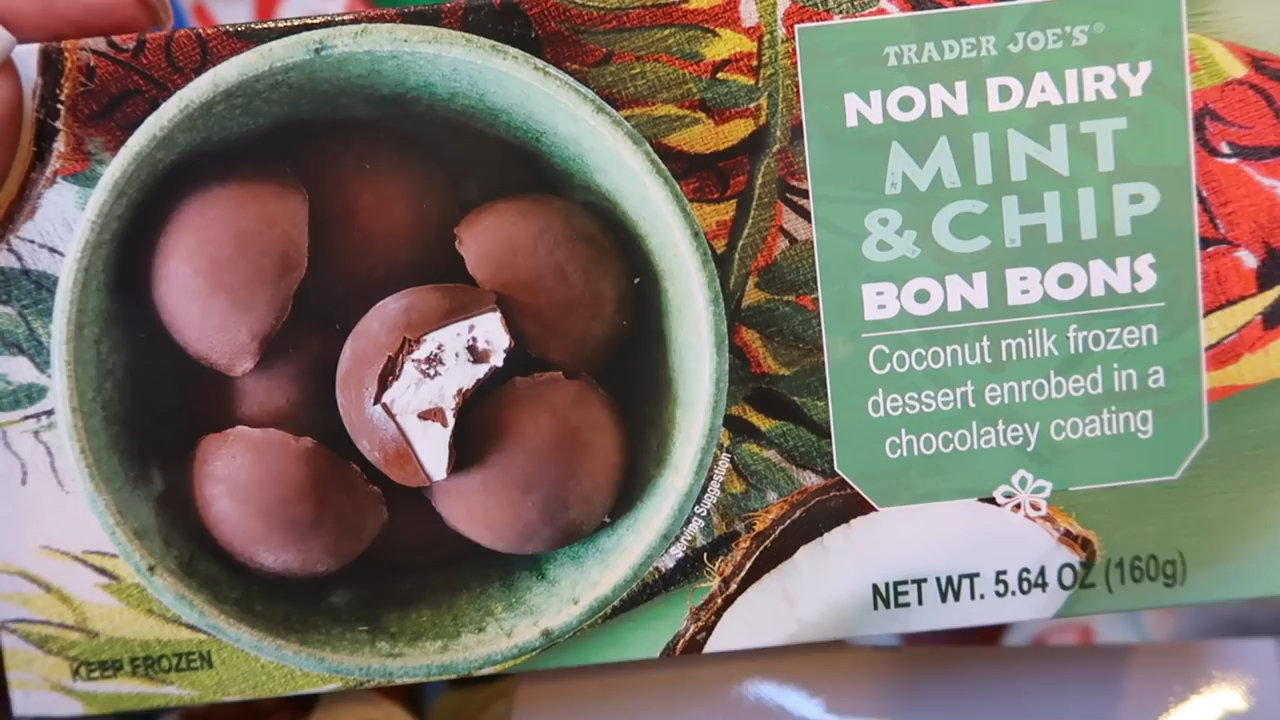 TRADER JOE'S®
NON DAIRY
MINT
& CHIP
BON BONS
Coconut milk frozen
dessert enrobed in a
chocolatey coating
Serving Suggestion
NET WT. 5.64 OZ (160g)
KEEP FROZEN